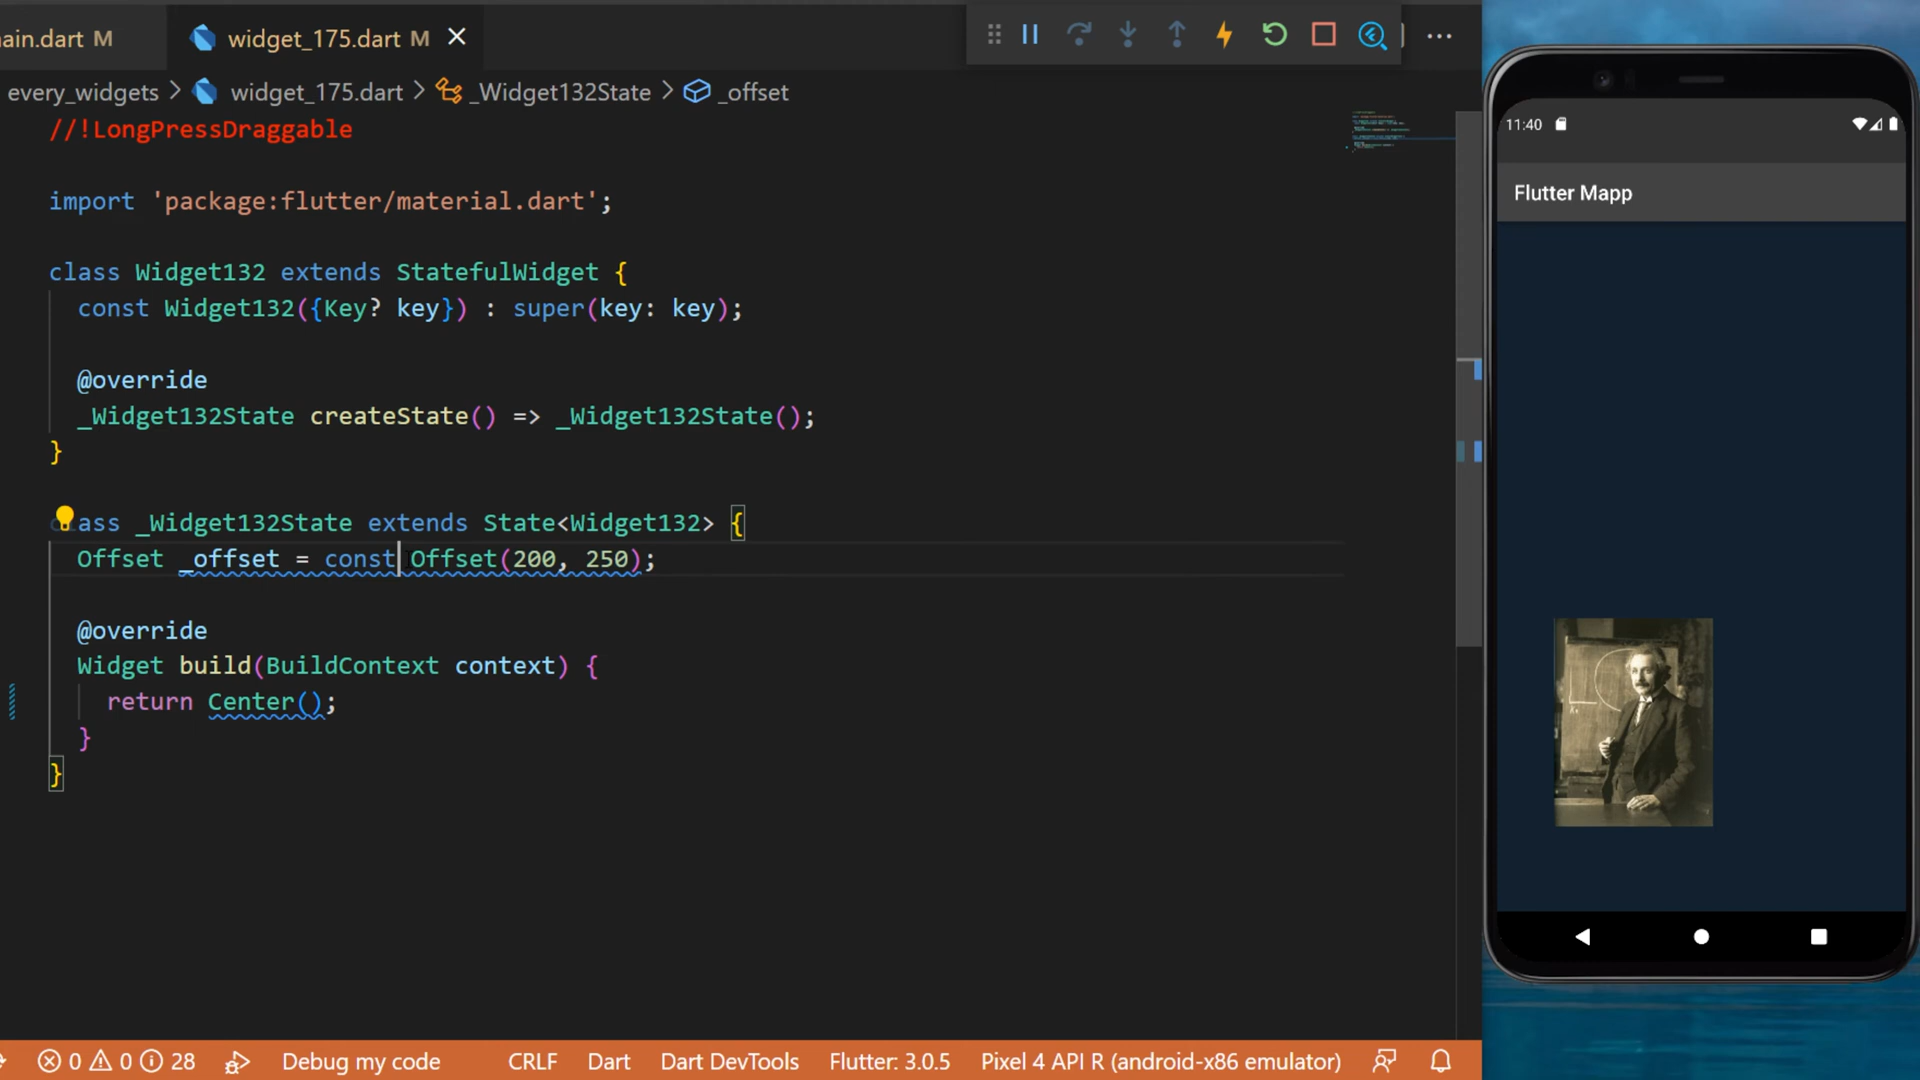 ain.dart M
widget_175.dart M
every_widgets > widget_175.dart > _Widget132State > _offset
//!LongPressDraggable
import 'package:flutter/material.dart';
class Widget132 extends StatefulWidget {
const Widget132({Key? key}) : super(key: key);
@override
_Widget132State createState() => _Widget132State();
}
ass _Widget132State extends State<Widget132> {
Offset _offset = const Offset(200, 250);
@override
Widget build(BuildContext context) {
return Center();
}
}
0 0 28 Debug my code CRLF Dart Dart DevTools Flutter: 3.0.5 Pixel 4 API R (android-x86 emulator)
11:40
Flutter Mapp